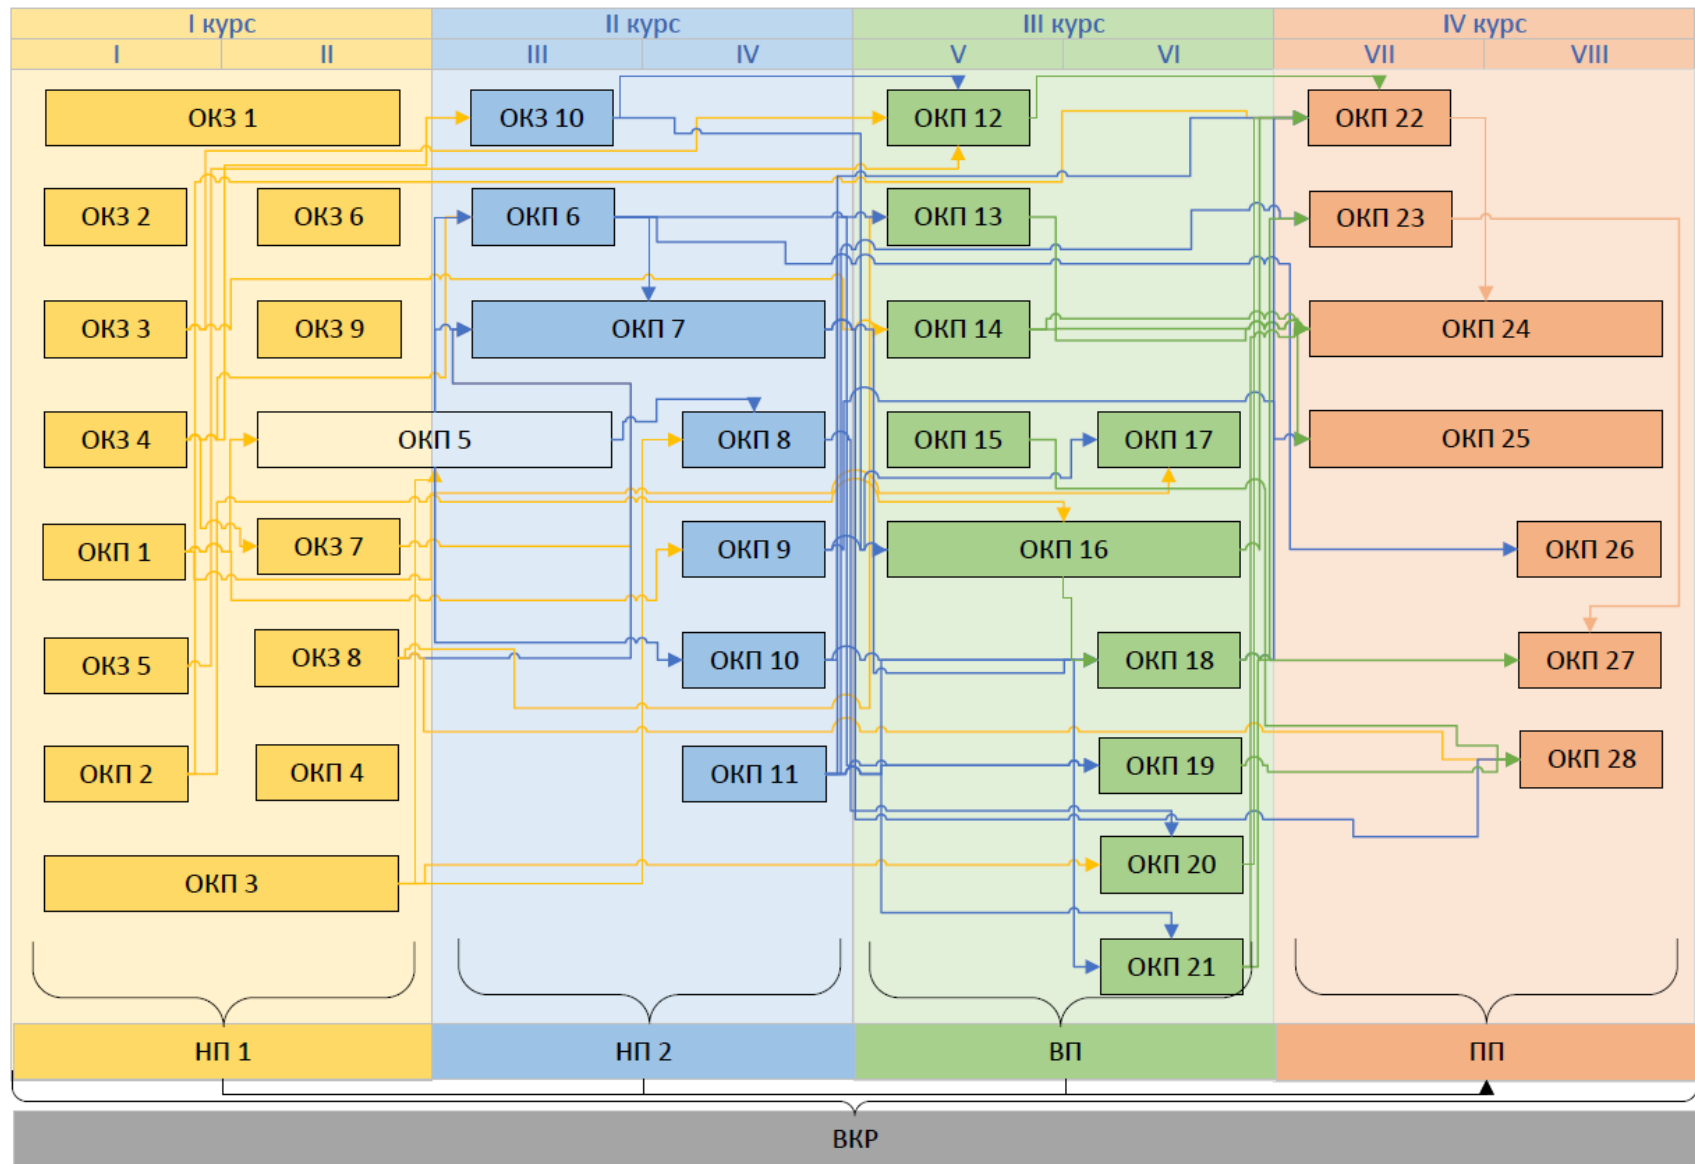 I курс II курс III курс IV курс
I II III IV V VI VII VIII
ОКЗ 1 ОКЗ 10 ОКП 12 ОКП 22
ОКЗ 2 ОКЗ 6 ОКП 6 ОКП 13 ОКП 23
ОКЗ 3 ОКЗ 9 ОКП 7 ОКП 14 ОКП 24
ОКЗ 4 ОКП 5 ОКП 8 ОКП 15 ОКП 17 ОКП 25
ОКП 1 ОКЗ 7 ОКП 9 ОКП 16 ОКП 26
ОКЗ 5 ОКЗ 8 ОКП 10 ОКП 18 ОКП 27
ОКП 2 ОКП 4 ОКП 11 ОКП 19 ОКП 28
ОКП 3 ОКП 20
ОКП 21
НП 1 НП 2 ВП ПП
ВКР